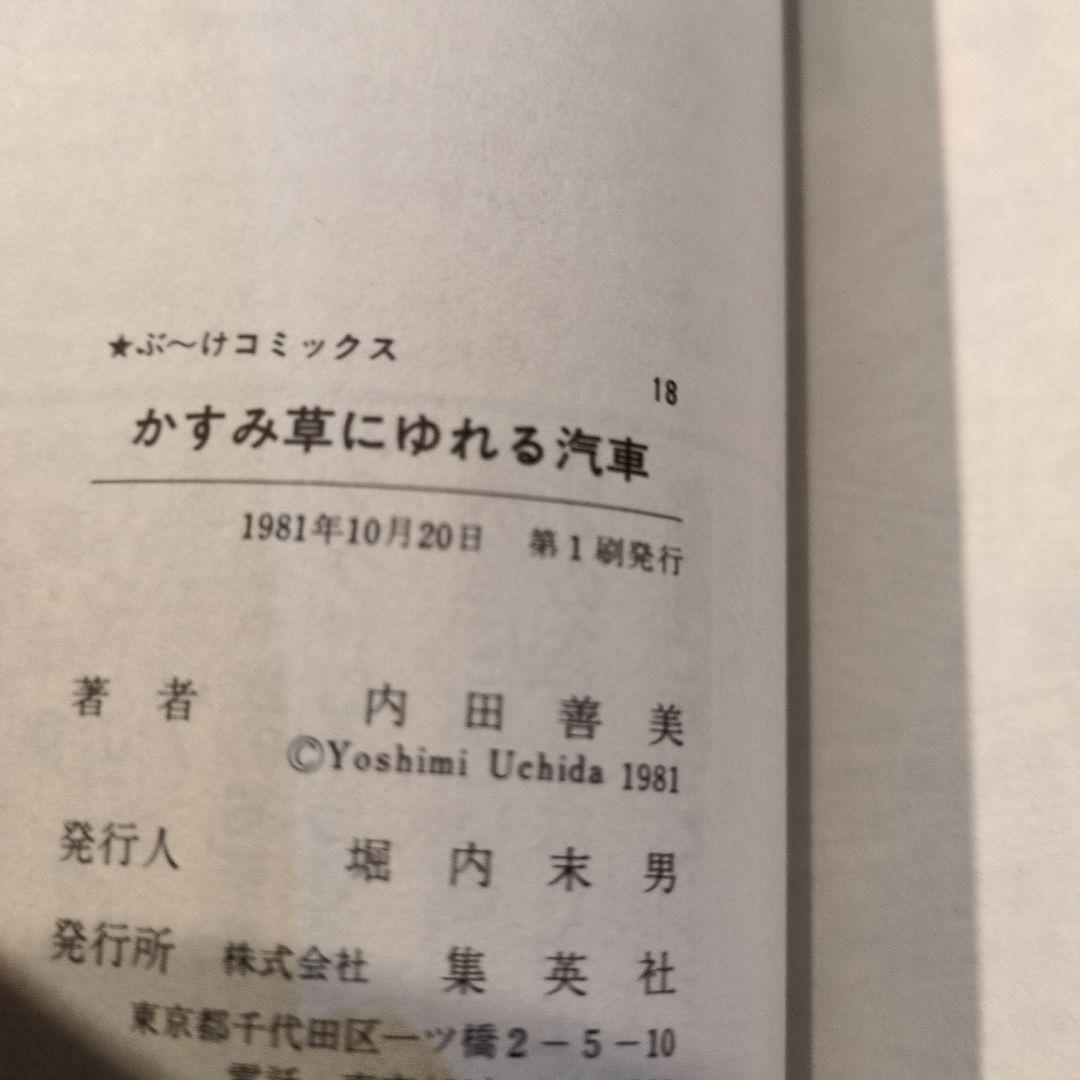 ★ぶ〜けコミックス
18
かすみ草にゆれる汽車
1981年10月20日 第1刷発行
著者 内田善美
©Yoshimi Uchida 1981
発行人 堀内末男
発行所 株式会社 集英社
東京都千代田区一ツ橋2-5-10